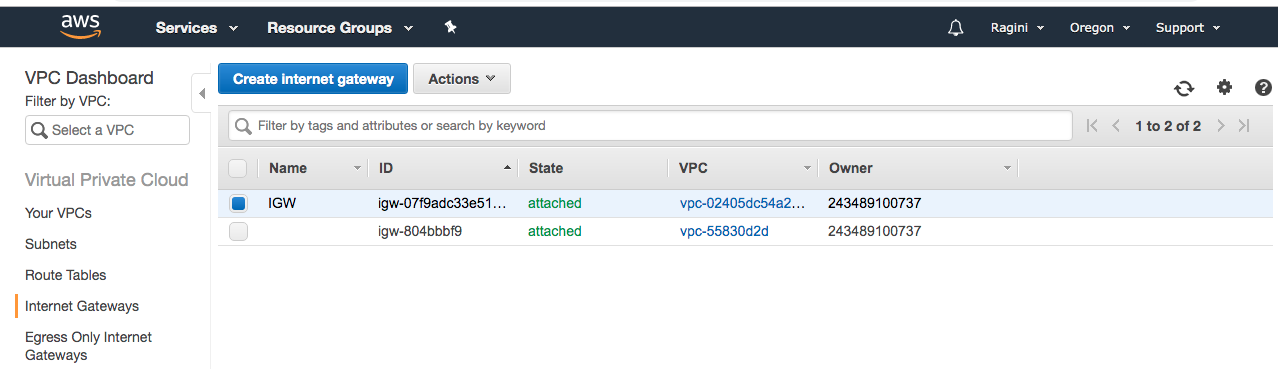 aws Services Resource Groups Ragini Oregon Support
VPC Dashboard
Filter by VPC:
Select a VPC
Virtual Private Cloud
Your VPCs
Subnets
Route Tables
Internet Gateways
Egress Only Internet
Gateways
Create internet gateway Actions
?
Filter by tags and attributes or search by keyword 1 to 2 of 2
Name ID State VPC Owner
IGW igw-07f9adc33e51... attached vpc-02405dc54a2... 243489100737
igw-804bbbf9 attached vpc-55830d2d 243489100737